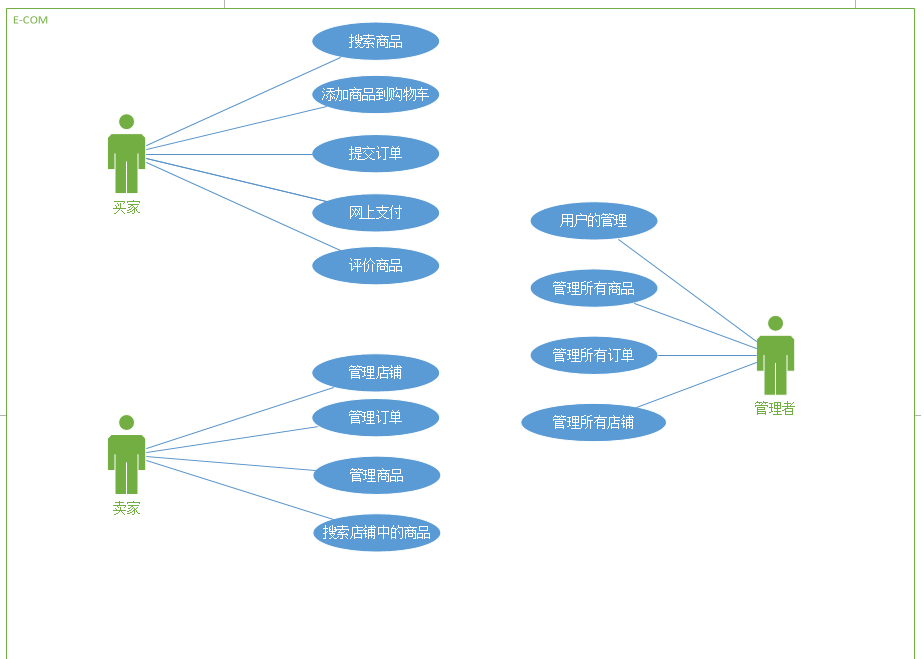 E-COM
搜索商品
添加商品到购物车
提交订单
网上支付
评价商品
买家
用户的管理
管理所有商品
管理所有订单
管理所有店铺
管理者
管理店铺
管理订单
管理商品
搜索店铺中的商品
卖家